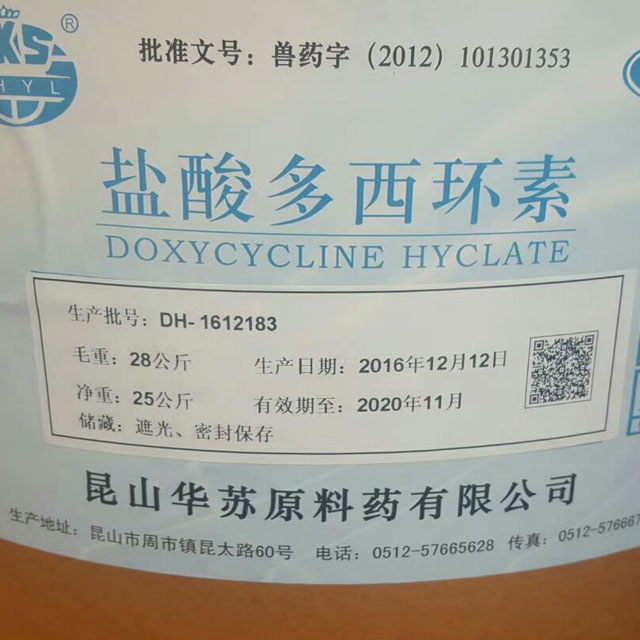 KS®
HYL
批准文号：兽药字（2012）101301353
盐酸多西环素
DOXYCYCLINE HYCLATE
生产批号：DH- 1612183
毛重：28公斤 生产日期：2016年12月12日
净重：25公斤 有效期至：2020年11月
储藏：遮光、密封保存
昆山华苏原料药有限公司
生产地址：昆山市周市镇昆太路60号 电话：0512-57665628 传真：0512-57666